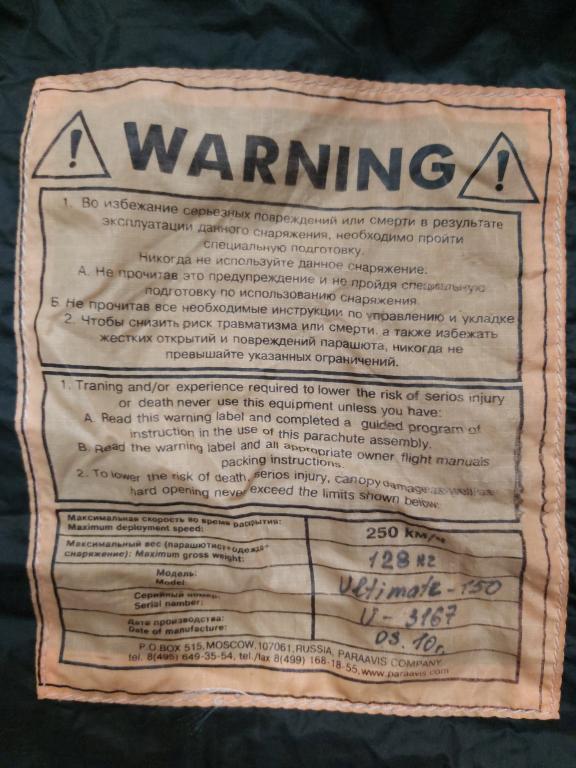 ! WARNING !
1. Во избежание серьезных повреждений или смерти в результате
эксплуатации данного снаряжения, необходимо пройти
специальную подготовку.
Никогда не используйте данное снаряжение:
А. Не прочитав это предупреждение и не пройдя специальную
подготовку по использованию снаряжения
Б Не прочитав все необходимые инструкции по управлению и укладке
2. Чтобы снизить риск травматизма или смерти, а также избежать
жестких открытий и повреждений парашюта, никогда не
превышайте указанных ограничений.
1. Traning and/or experience required to lower the risk of serios injury
or death never use this equipment unless you have:
A. Read this warning label and completed a guided program of
instruction in the use of this parachute assembly.
B. Read the warning label and all appropriate owner flight manuals
packing instructions.
2. To lower the risk of death, serios injury, canopy damage as well as
hard opening never exceed the limits shown below:
Максимальная скорость во время раскрытия:
Maximum deployment speed: 250 км/ч
Максимальный вес (парашютист+одежда+
снаряжение): Maximum gross weight: 128 кг
Модель:
Model: Ultimate-150
Серийный номер:
Serial namber: U-3167
Дата производства:
Date of manufacture: 03.10г.
P.O.BOX 515, MOSCOW, 107061, RUSSIA, PARAAVIS COMPANY
tel. 8(495) 649-35-54, tel./fax 8(499) 168-18-55, www.paraavis.com